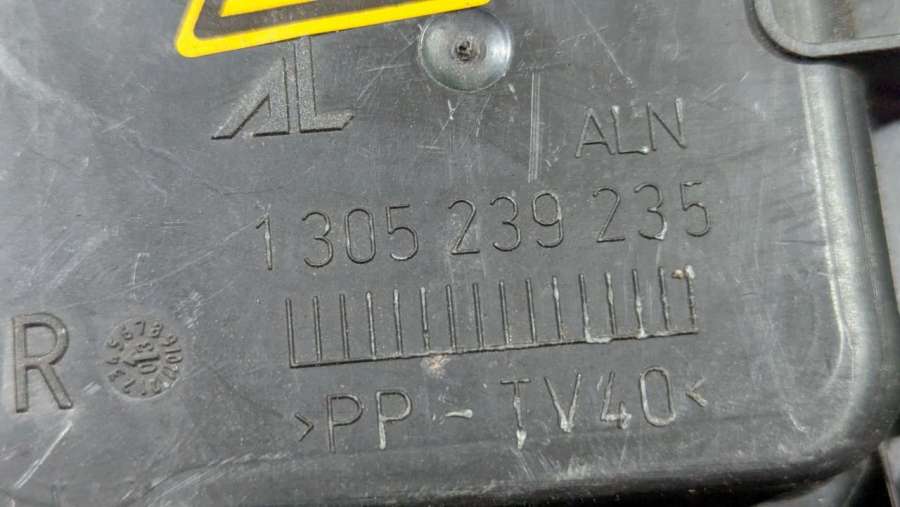 AL
ALN
1 305 239 235
R
>PP-TV40<